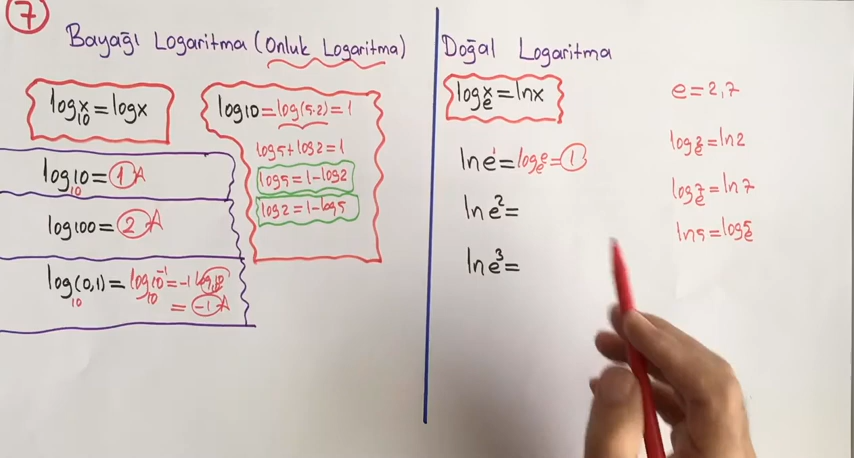 7
Bayağı Logaritma (Onluk Logaritma)
log₁₀x = logx
log10 = log(5.2) = 1
log5 + log2 = 1
log5 = 1 - log2
log2 = 1 - log5
log₁₀10 = 1
log100 = 2
log₁₀(0,1) = log₁₀10⁻¹ = -1 log₁₀10
= -1
Doğal Logaritma
logₑx = lnx
lne¹ = logₑe = 1
lne² =
lne³ =
e = 2,7
logₑ2 = ln2
logₑ7 = ln7
ln5 = logₑ5